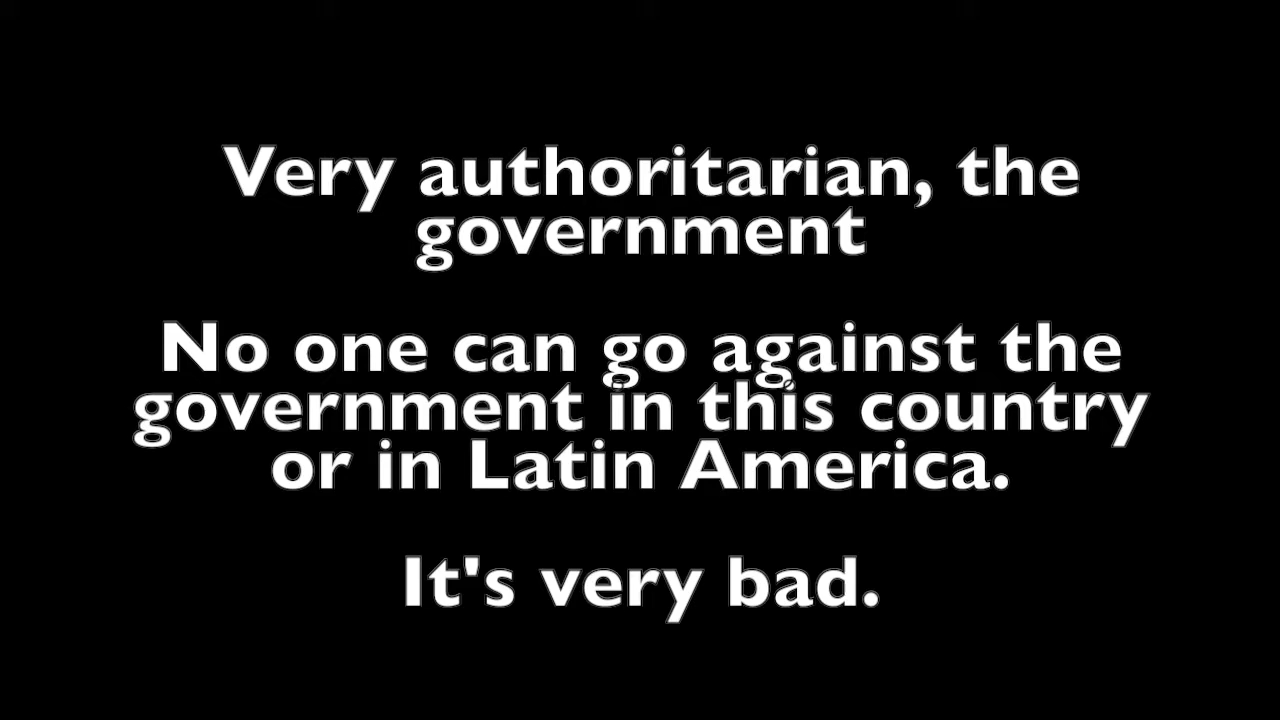 Very authoritarian, the
government
No one can go against the
government in this country
or in Latin America.
It's very bad.